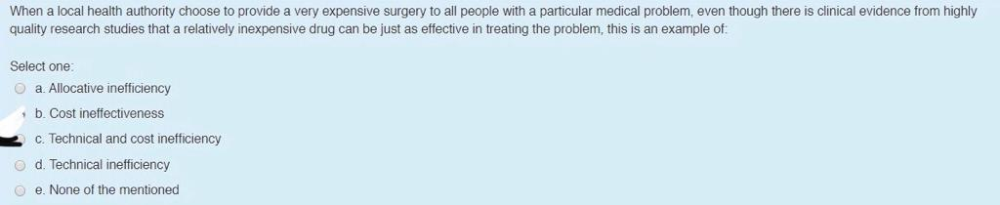 When a local health authority choose to provide a very expensive surgery to all people with a particular medical problem, even though there is clinical evidence from highly
quality research studies that a relatively inexpensive drug can be just as effective in treating the problem, this is an example of:
Select one:
a. Allocative inefficiency
b. Cost ineffectiveness
c. Technical and cost inefficiency
d. Technical inefficiency
e. None of the mentioned